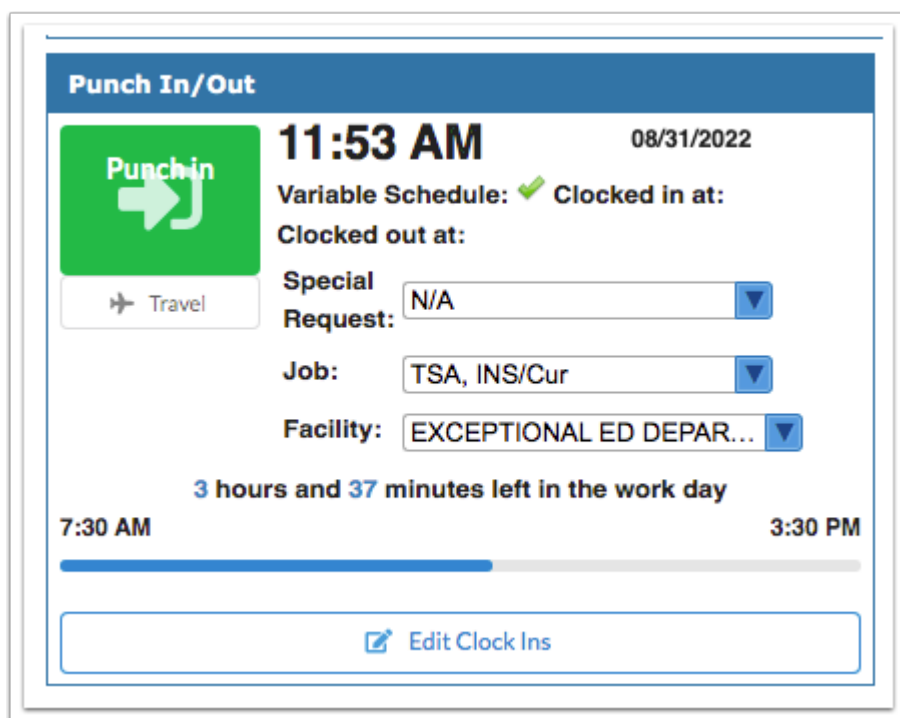 Punch In/Out
Punch in
11:53 AM 08/31/2022
Variable Schedule: Clocked in at:
Clocked out at:
Travel
Special
Request: N/A
Job: TSA, INS/Cur
Facility: EXCEPTIONAL ED DEPAR...
3 hours and 37 minutes left in the work day
7:30 AM 3:30 PM
Edit Clock Ins